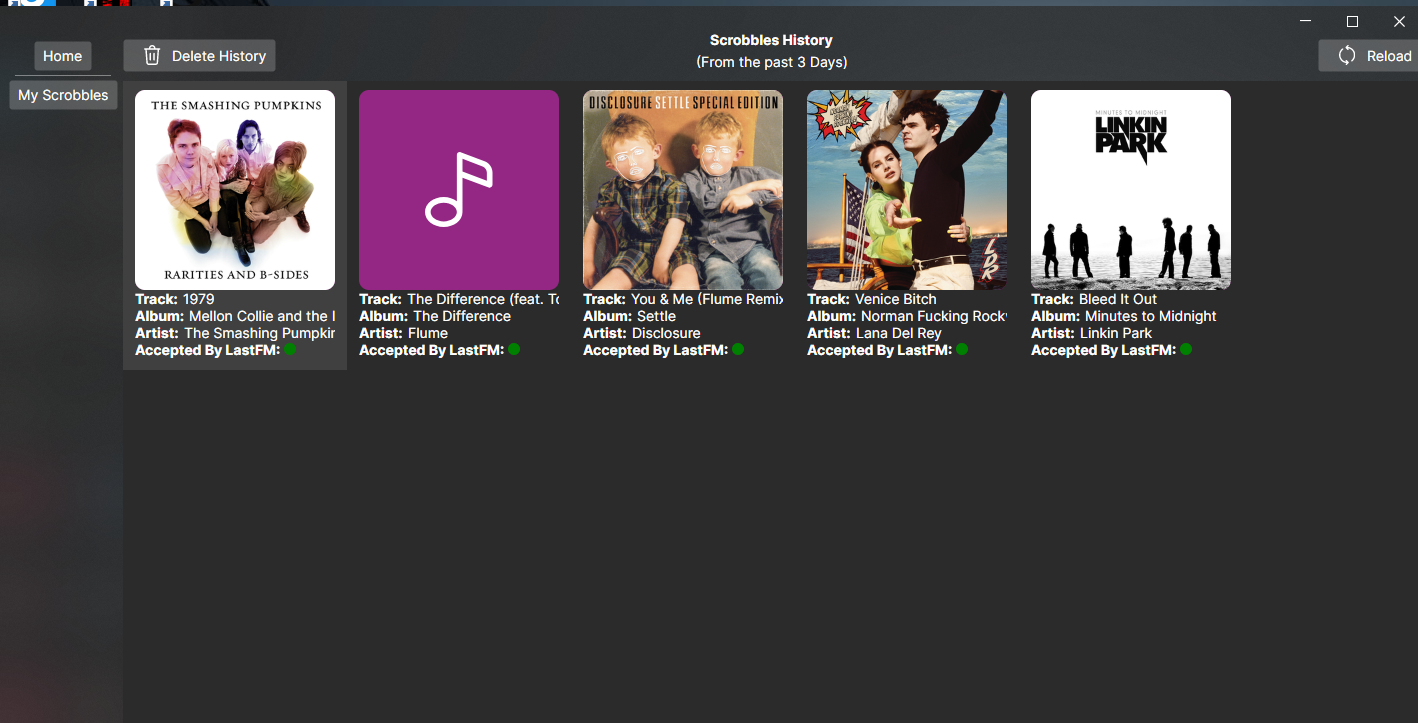 Scrobbles History
(From the past 3 Days)
Home
Delete History
Reload
My Scrobbles
THE SMASHING PUMPKINS
RARITIES AND B-SIDES
Track: 1979
Album: Mellon Collie and the I
Artist: The Smashing Pumpkin
Accepted By LastFM:
Track: The Difference (feat. To
Album: The Difference
Artist: Flume
Accepted By LastFM:
DISCLOSURE SETTLE SPECIAL EDITION
Track: You & Me (Flume Remix
Album: Settle
Artist: Disclosure
Accepted By LastFM:
LDR
Track: Venice Bitch
Album: Norman Fucking Rock
Artist: Lana Del Rey
Accepted By LastFM:
MINUTES TO MIDNIGHT
LINKIN
PARK
Track: Bleed It Out
Album: Minutes to Midnight
Artist: Linkin Park
Accepted By LastFM: